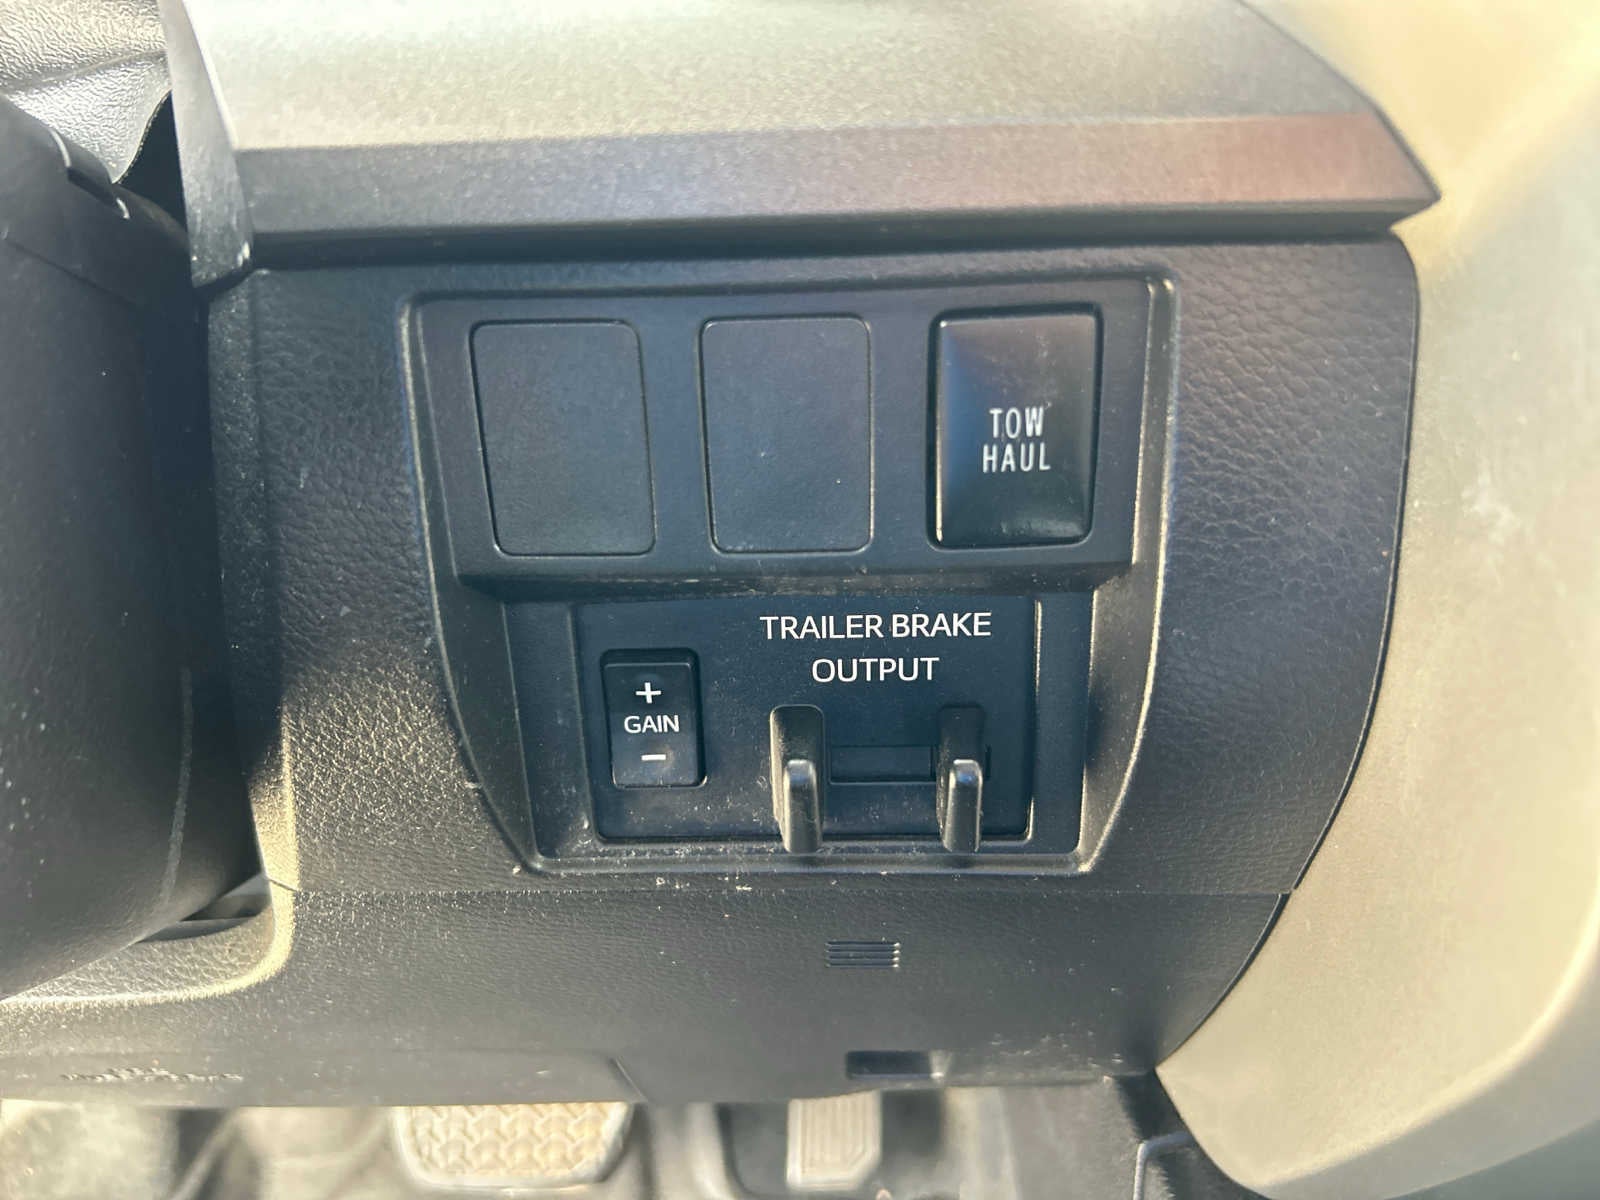 TOW
HAUL
TRAILER BRAKE
OUTPUT
+
GAIN
-